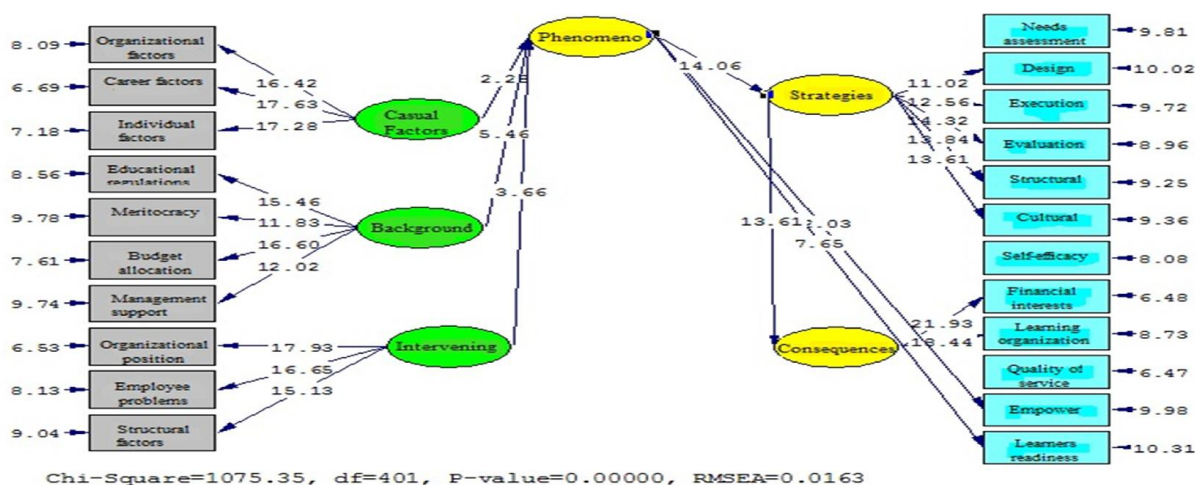 8.09
Organizational
factors
6.69
Career factors
7.18
Individual
factors
8.56
Educational
regulations
9.78
Meritocracy
7.61
Budget
allocation
9.74
Management
support
6.53
Organizational
position
8.13
Employee
problems
9.04
Structural
factors
16.42
17.63
17.28
15.46
11.83
16.60
12.02
17.93
16.65
15.13
Casual
Factors
Background
Intervening
2.28
5.46
3.66
Phenomeno
14.06
Strategies
13.61
.03
7.65
Consequences
11.02
12.56
14.32
13.84
13.61
21.93
18.44
Needs
assessment
9.81
Design
10.02
Execution
9.72
Evaluation
8.96
Structural
9.25
Cultural
9.36
Self-efficacy
8.08
Financial
interests
6.48
Learning
organization
8.73
Quality of
service
6.47
Empower
9.98
Learners
readiness
10.31
Chi-Square=1075.35, df=401, P-value=0.00000, RMSEA=0.0163